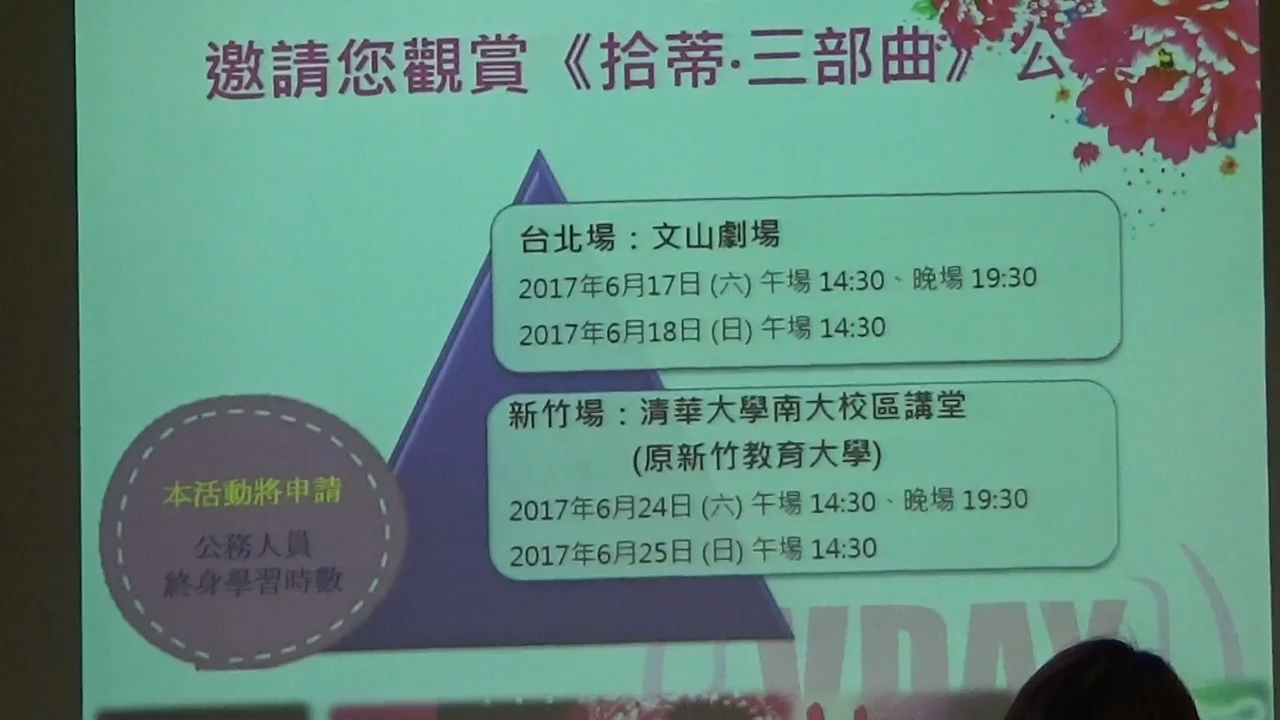 邀請您觀賞《拾蒂·三部曲》公
台北場：文山劇場
2017年6月17日 (六) 午場 14:30、晚場 19:30
2017年6月18日 (日) 午場 14:30
新竹場：清華大學南大校區講堂
(原新竹教育大學)
2017年6月24日 (六) 午場 14:30、晚場 19:30
2017年6月25日 (日) 午場 14:30
本活動將申請
公務人員
終身學習時數
VDAY